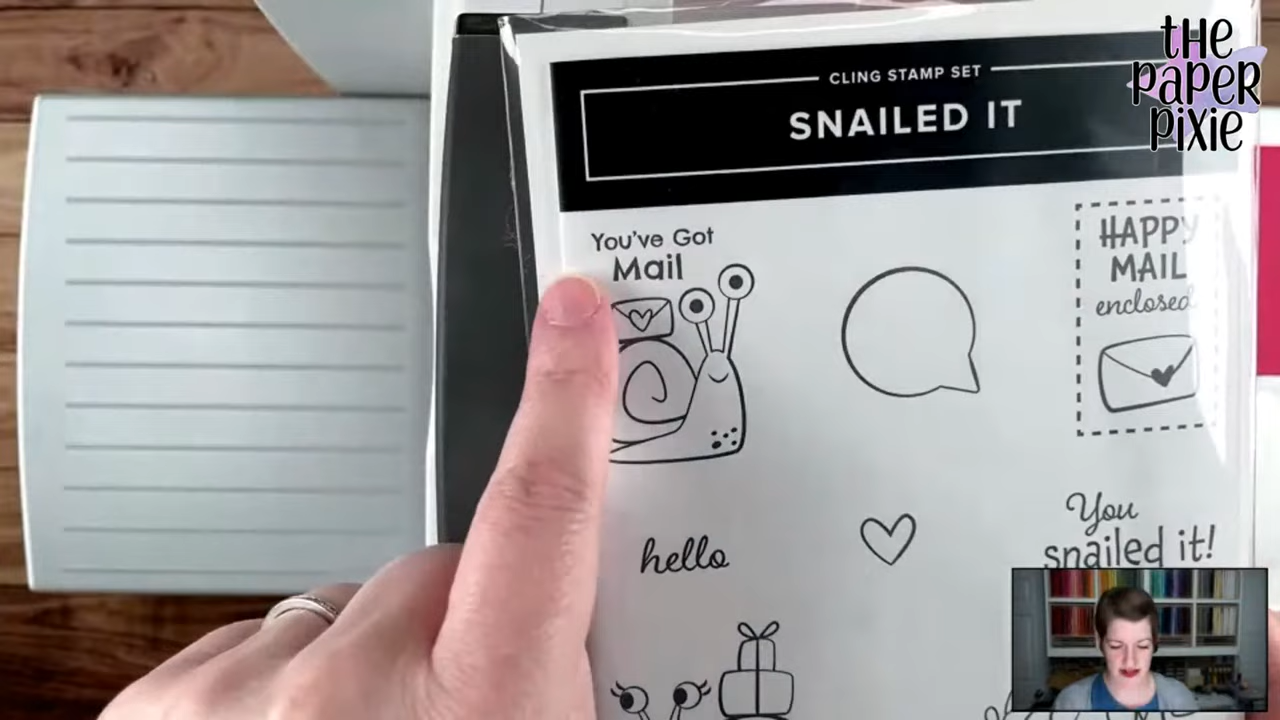 THE
PAPER
PIXIE
CLING STAMP SET
SNAILED IT
You've Got
Mail
HAPPY
MAIL
enclosed
hello
You
snailed it!